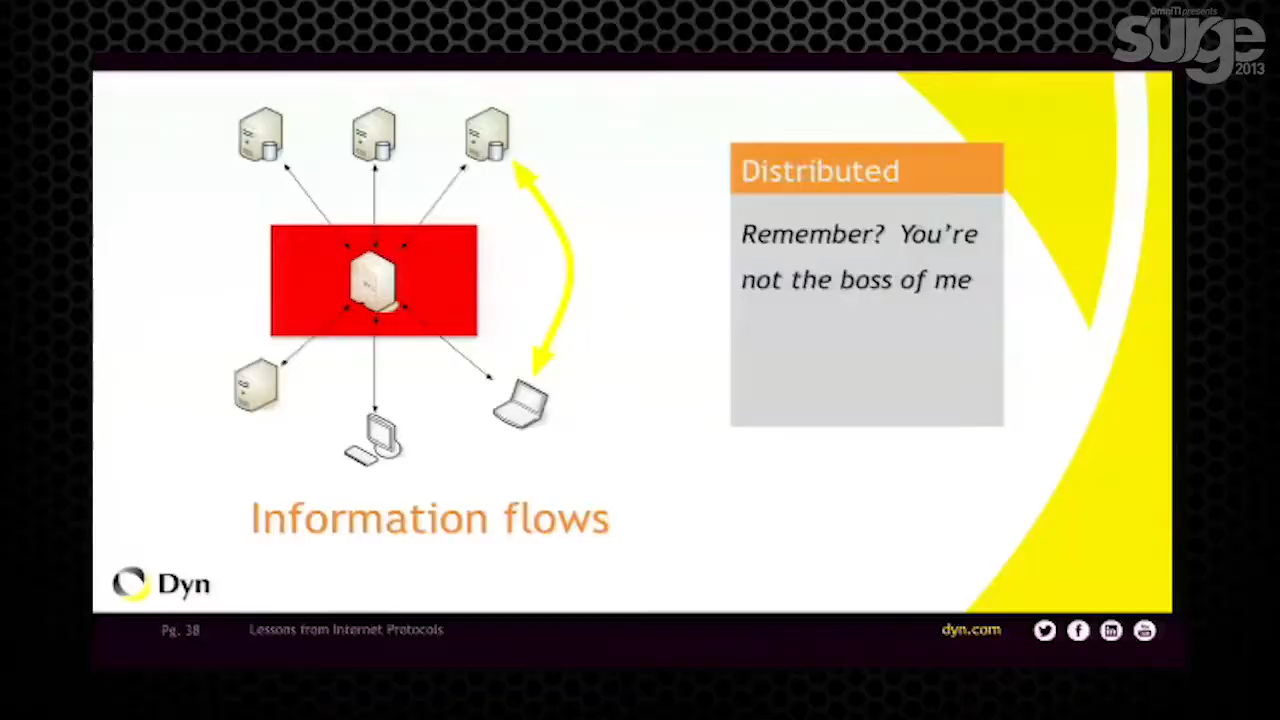 OmniTI presents
surge
2013
Distributed
Remember? You're
not the boss of me
Information flows
Dyn
Pg. 38
Lessons from Internet Protocols
dyn.com